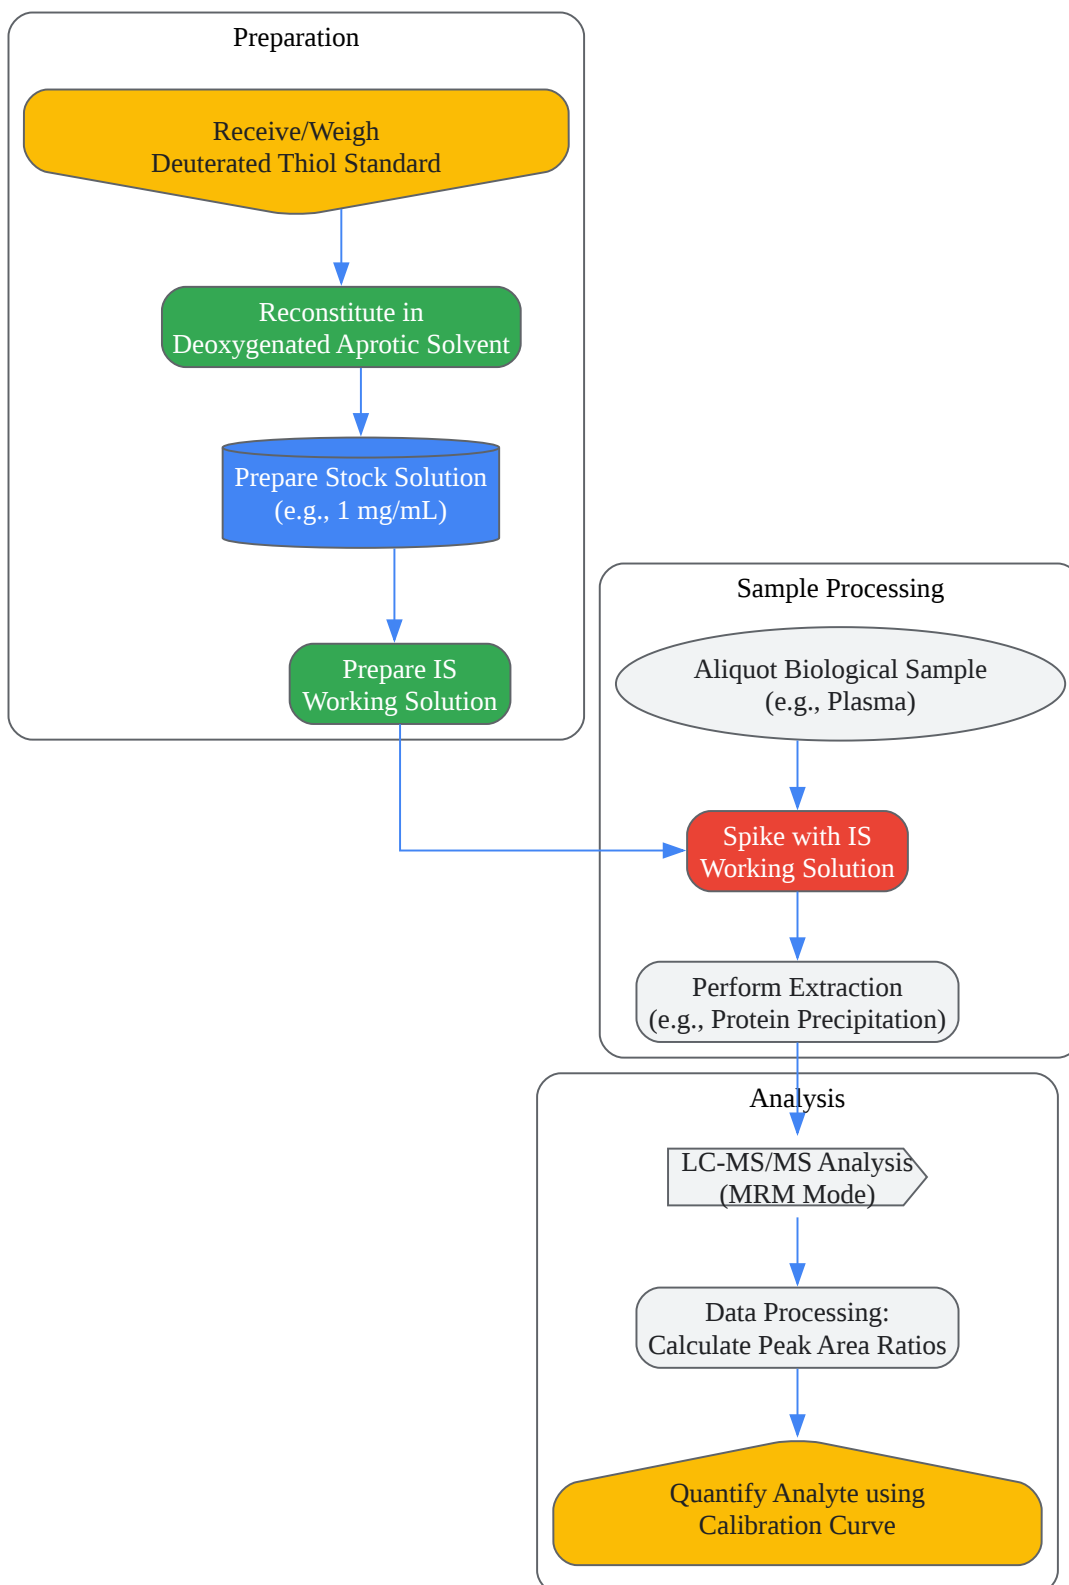 Preparation
Receive/Weigh
Deuterated Thiol Standard
Reconstitute in
Deoxygenated Aprotic Solvent
Prepare Stock Solution
(e.g., 1 mg/mL)
Prepare IS
Working Solution
Sample Processing
Aliquot Biological Sample
(e.g., Plasma)
Spike with IS
Working Solution
Perform Extraction
(e.g., Protein Precipitation)
Analysis
LC-MS/MS Analysis
(MRM Mode)
Data Processing:
Calculate Peak Area Ratios
Quantify Analyte using
Calibration Curve